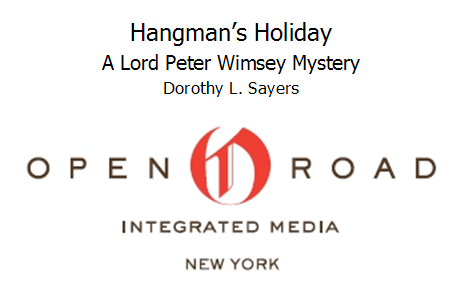 Hangman’s Holiday
A Lord Peter Wimsey Mystery
Dorothy L. Sayers
OPEN ROAD
INTEGRATED MEDIA
NEW YORK